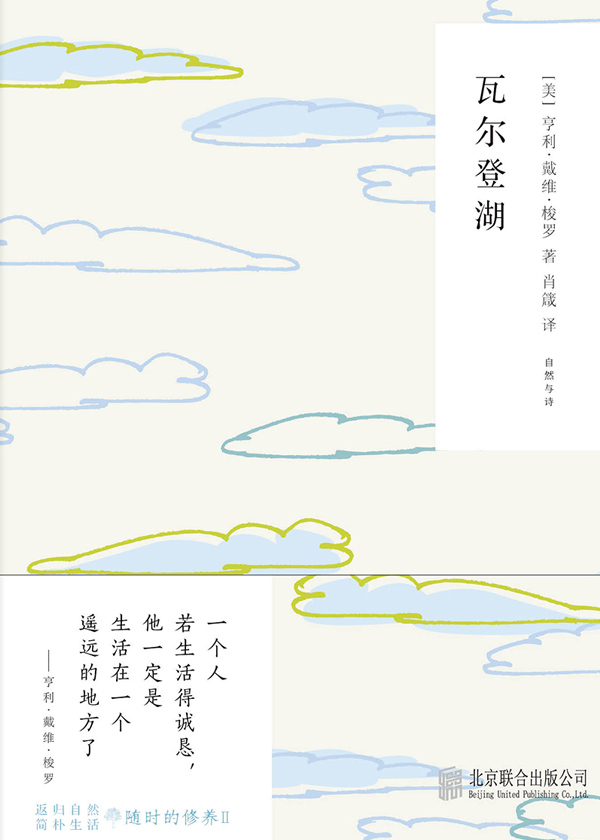 瓦尔登湖
[美] 亨利·戴维·梭罗 著 肖箴 译
自然与诗
一个人
若生活得诚恳，
他一定是
生活在一个
遥远的地方了
——亨利·戴维·梭罗
返归自然
简朴生活
随时的修养II
北京联合出版公司
Beijing United Publishing Co.,Ltd.